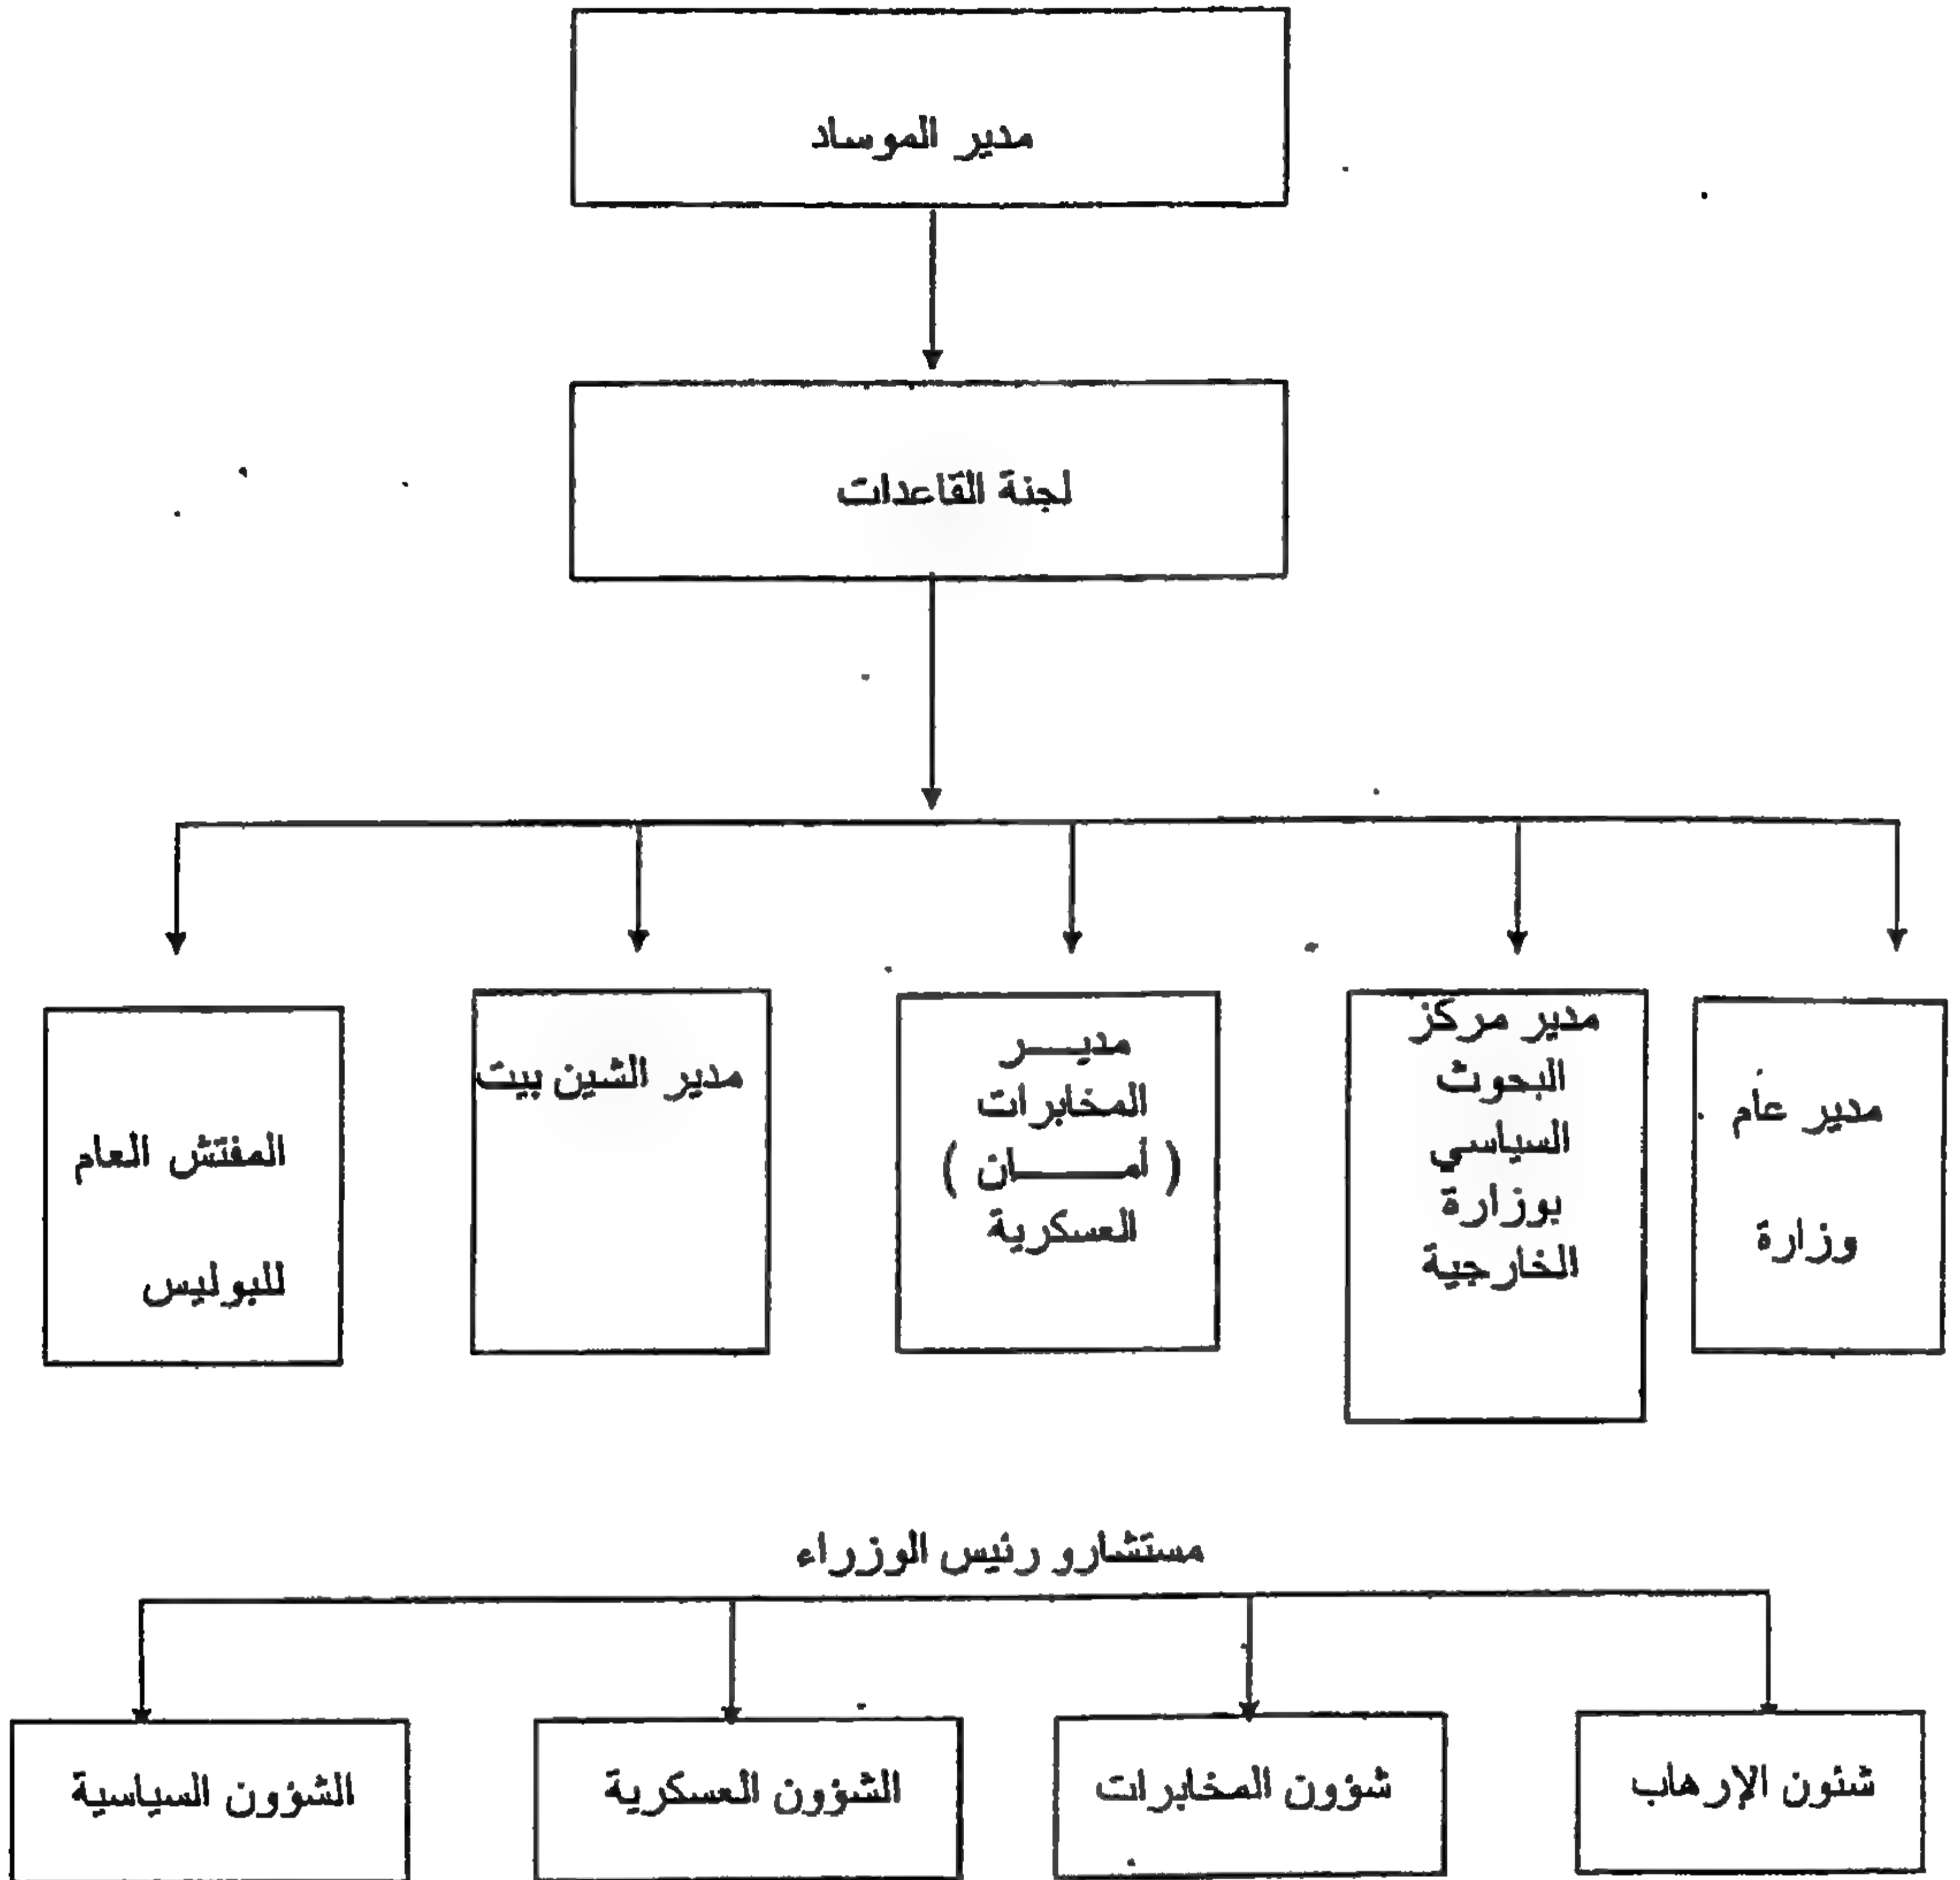 مدير الموساد
لجنة القاعدات
مدير عام
وزارة
مدير مركز
البحوث
السياسي
بوزارة
الخارجية
مديـــر
المخابرات
( أمـــــــان )
العسكرية
مدير الشين بيت
المفتش العام
للبوليس
مستشارو رئيس الوزراء
شئون الإرهاب
شؤون المخابرات
الشؤون العسكرية
الشؤون السياسية